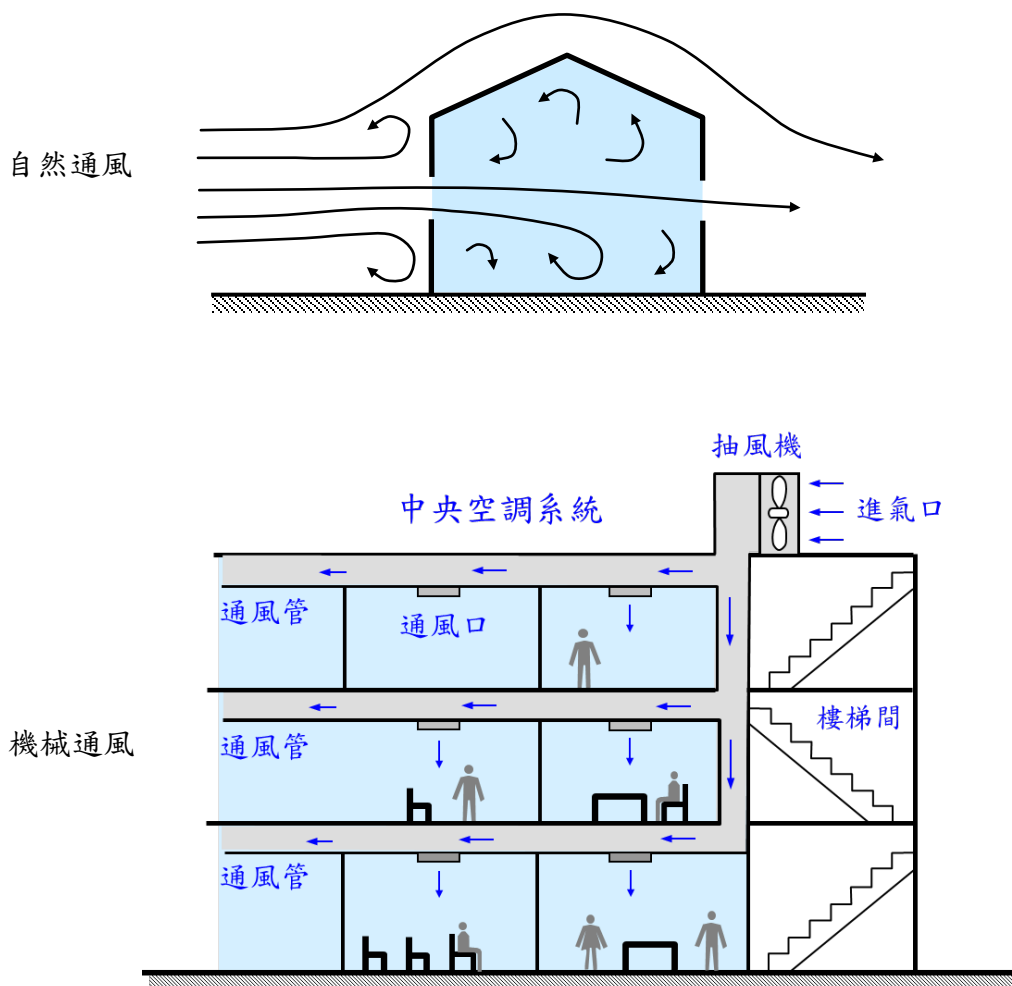 自然通風
抽風機
中央空調系統
進氣口
通風管
通風口
機械通風
通風管
樓梯間
通風管